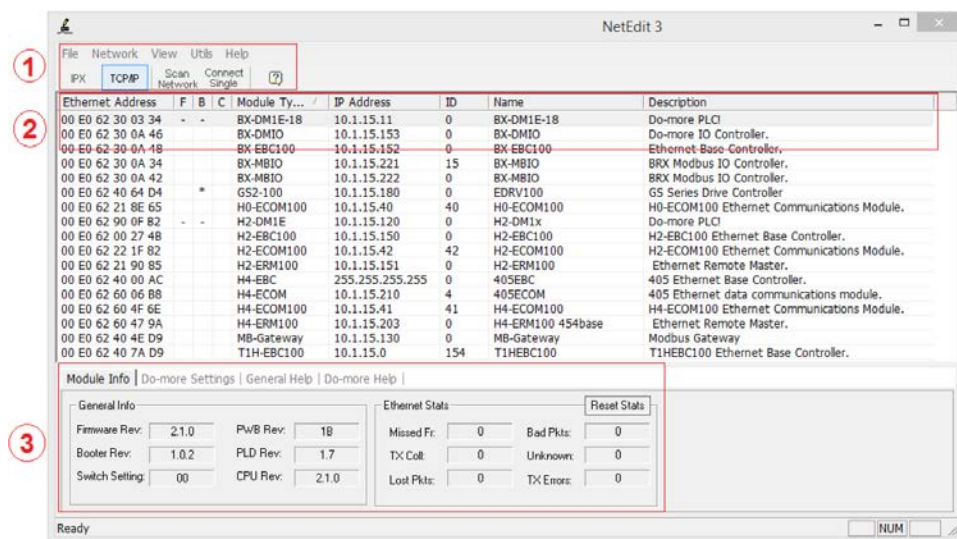 NetEdit 3
File Network View Utils Help
1
IPX TCP/IP Scan Network Connect Single ?
Ethernet Address F B C Module Ty... IP Address ID Name Description
2
00 E0 62 30 03 34 - - BX-DM1E-18 10.1.15.11 0 BX-DM1E-18 Do-more PLC!
00 E0 62 30 0A 46 BX-DMIO 10.1.15.153 0 BX-DMIO Do-more IO Controller.
00 E0 62 30 0A 48 BX-EBC100 10.1.15.152 0 BX-EBC100 Ethernet Base Controller.
00 E0 62 30 0A 34 BX-MBIO 10.1.15.221 15 BX-MBIO BRX Modbus IO Controller.
00 E0 62 30 0A 42 BX-MBIO 10.1.15.222 0 BX-MBIO BRX Modbus IO Controller.
00 E0 62 40 64 D4 * GS2-100 10.1.15.180 0 EDRV100 GS Series Drive Controller
00 E0 62 21 8E 65 H0-ECOM100 10.1.15.40 40 H0-ECOM100 H0-ECOM100 Ethernet Communications Module.
00 E0 62 90 0F B2 - - H2-DM1E 10.1.15.120 0 H2-DM1x Do-more PLC!
00 E0 62 00 27 4B H2-EBC100 10.1.15.150 0 H2-EBC100 H2-EBC100 Ethernet Base Controller.
00 E0 62 22 1F 82 H2-ECOM100 10.1.15.42 42 H2-ECOM100 H2-ECOM100 Ethernet Communications Module.
00 E0 62 21 90 85 H2-ERM100 10.1.15.151 0 H2-ERM100 Ethernet Remote Master.
00 E0 62 40 00 AC H4-EBC 255.255.255.255 0 405EBC 405 Ethernet Base Controller.
00 E0 62 60 06 B8 H4-ECOM 10.1.15.210 4 405ECOM 405 Ethernet data communications module.
00 E0 62 60 4F 6E H4-ECOM100 10.1.15.41 41 H4-ECOM100 H4-ECOM100 Ethernet Communications Module.
00 E0 62 60 47 9A H4-ERM100 10.1.15.203 0 H4-ERM100 454base Ethernet Remote Master.
00 E0 62 40 4E D9 MB-Gateway 10.1.15.130 0 MB-Gateway Modbus Gateway
00 E0 62 40 7A D9 T1H-EBC100 10.1.15.0 154 T1HEBC100 T1HEBC100 Ethernet Base Controller.
Module Info Do-more Settings General Help Do-more Help
General Info Ethernet Stats Reset Stats
3
Firmware Rev: 2.1.0 PWB Rev: 1B Missed Fr: 0 Bad Pkts: 0
Booter Rev: 1.0.2 PLD Rev: 1.7 TX Coll: 0 Unknown: 0
Switch Setting: 00 CPU Rev: 2.1.0 Lost Pkts: 0 TX Errors: 0
Ready NUM